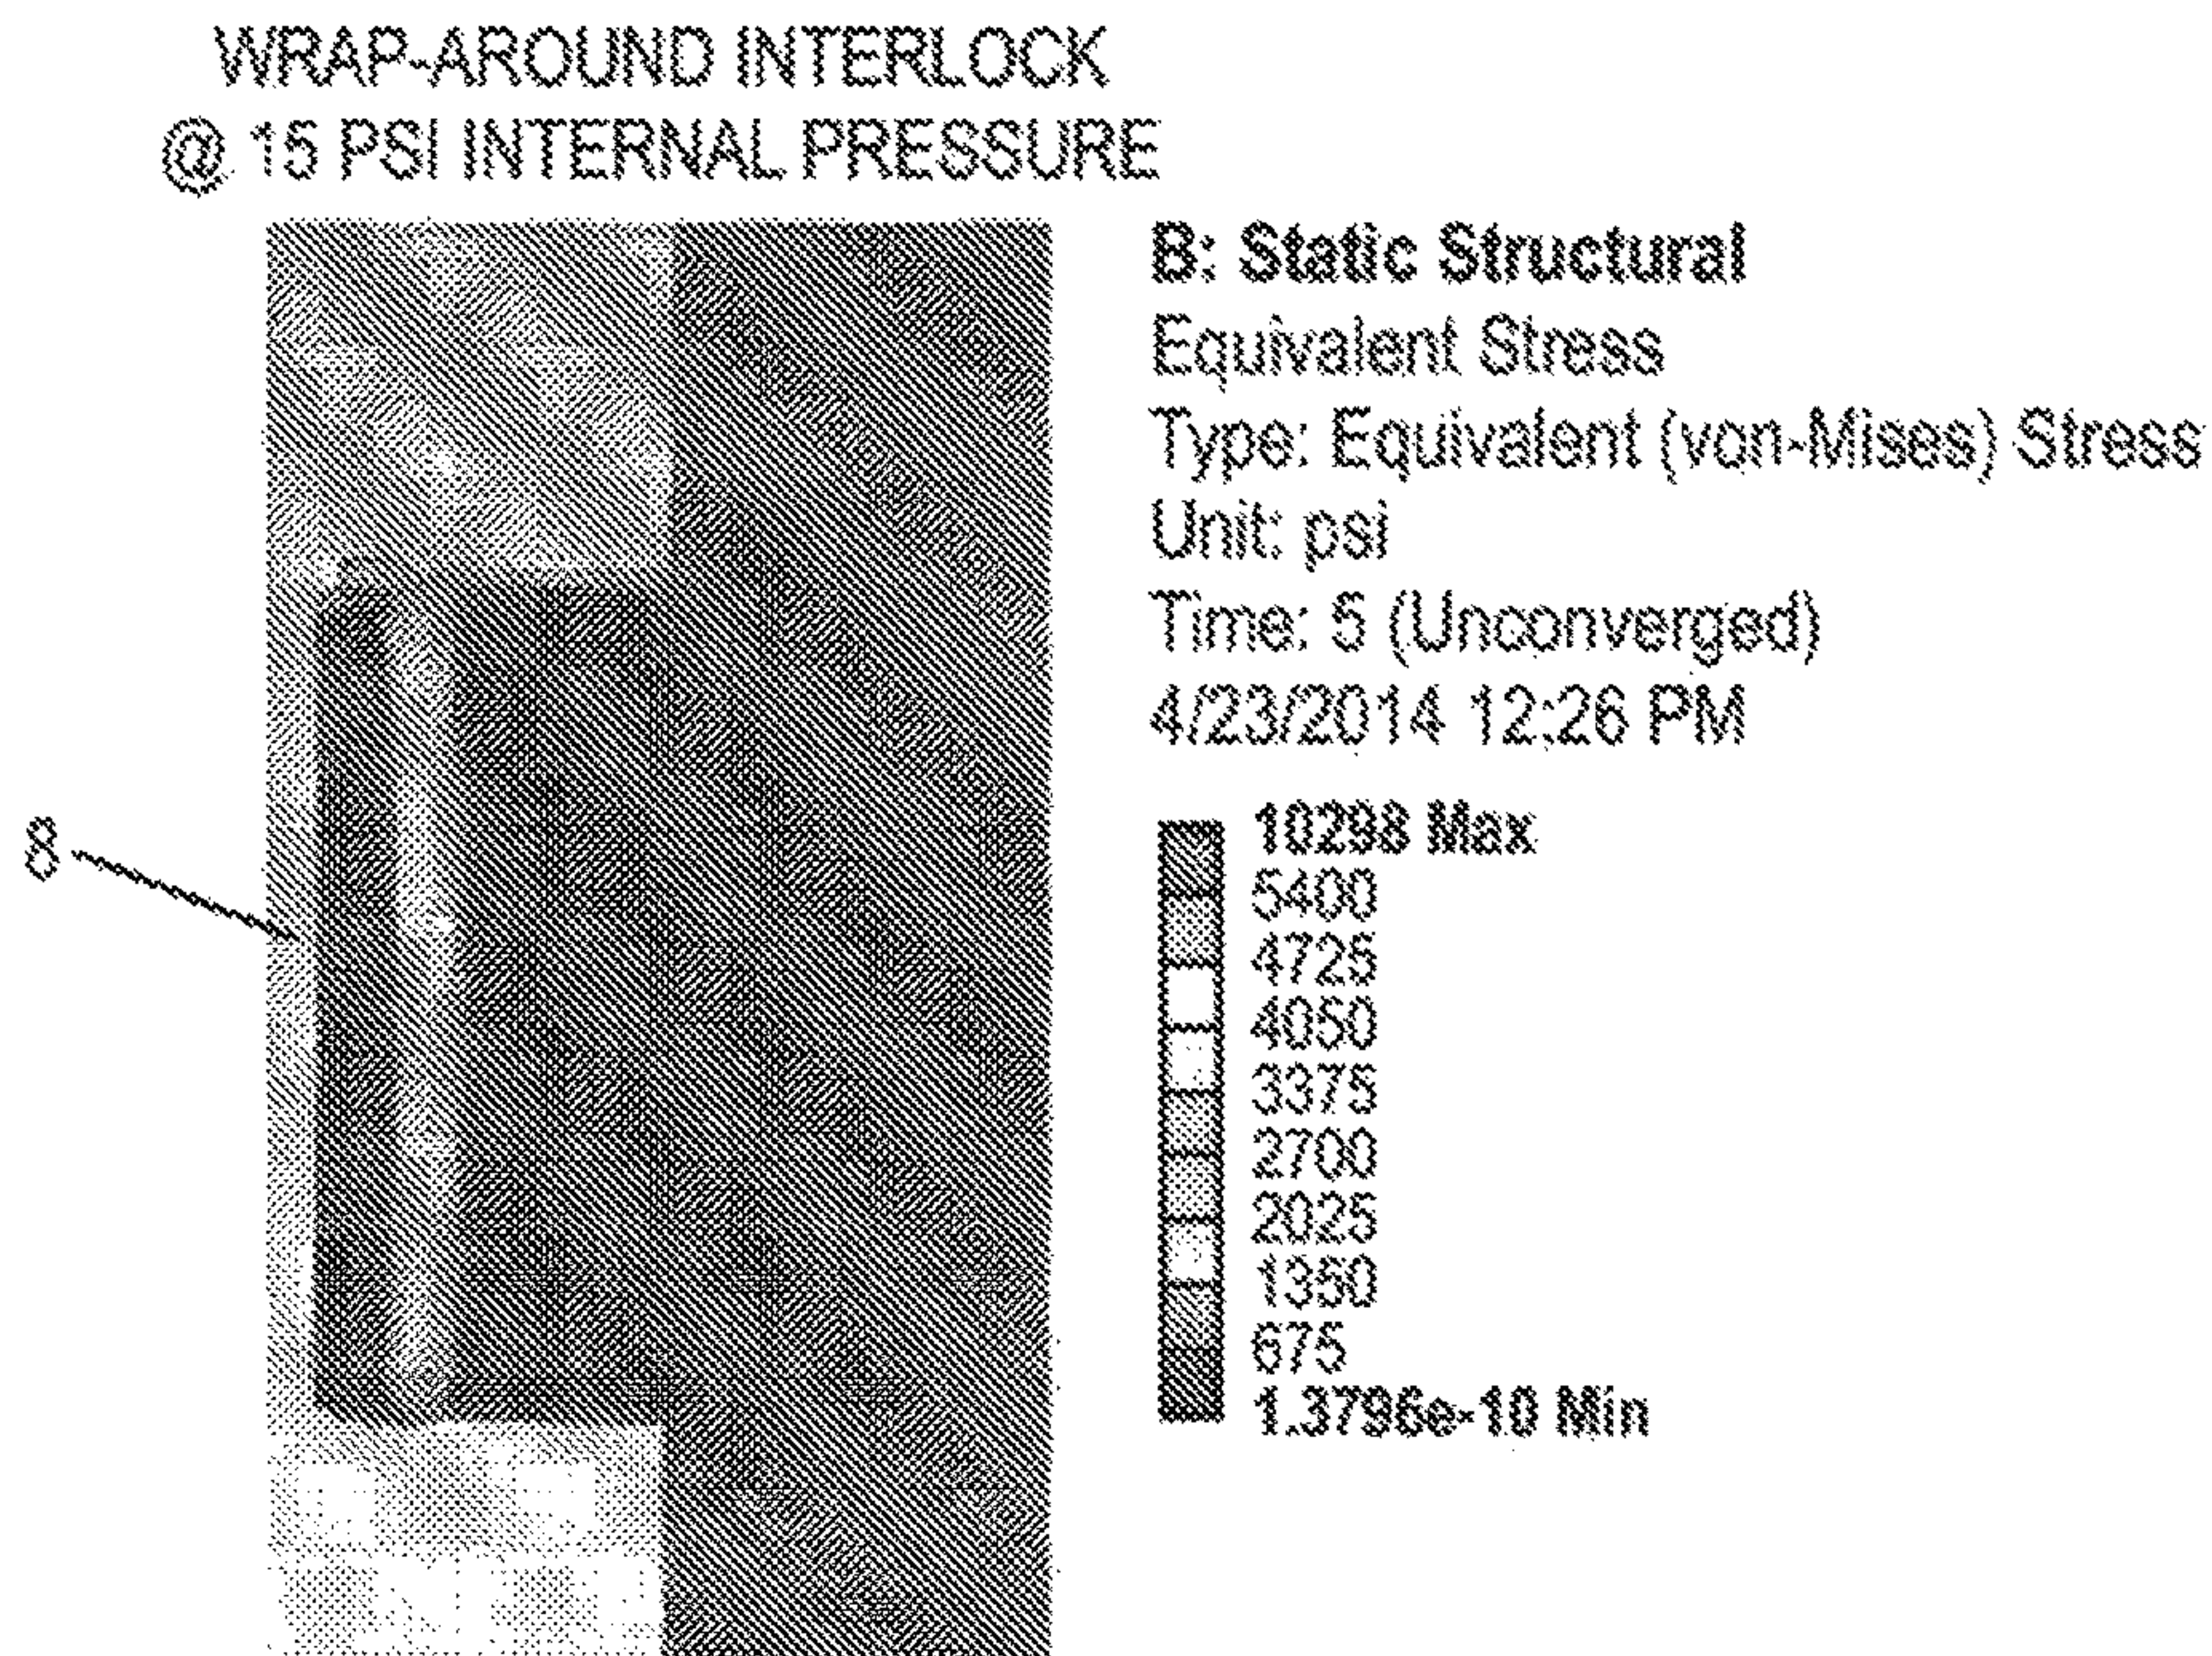 WRAP-AROUND INTERLOCK
@ 15 PSI INTERNAL PRESSURE
B: Static Structural
Equivalent Stress
Type: Equivalent (von-Mises) Stress
Unit: psi
Time: 5 (Unconverged)
4/23/2014 12:26 PM
8
10298 Max
5400
4725
4050
3375
2700
2025
1350
675
1.3796e-10 Min